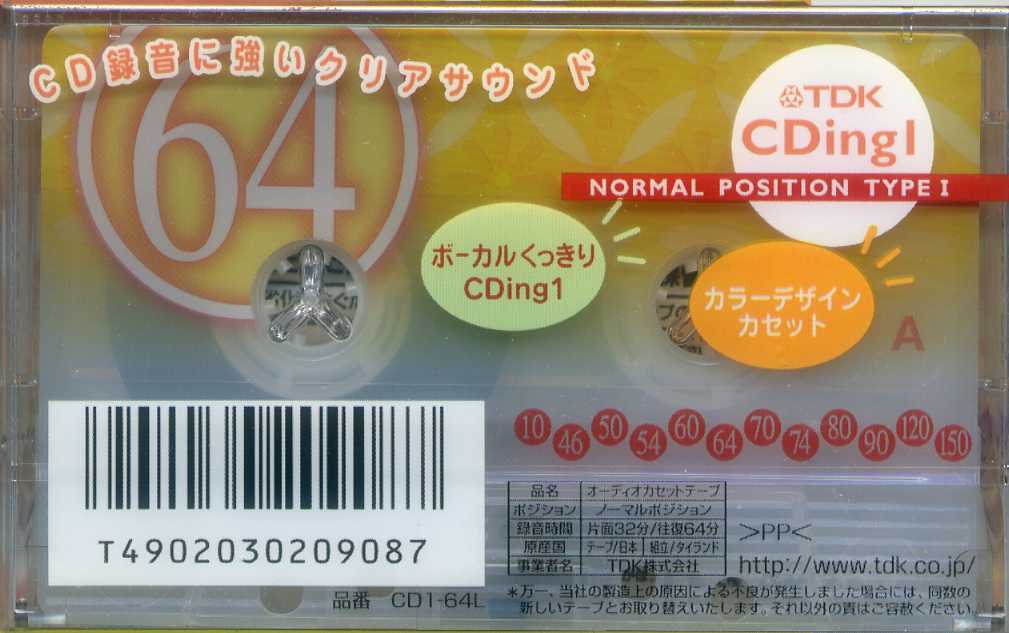 CD録音に強いクリアサウンド
64
TDK
CDing1
NORMAL POSITION TYPE I
ボーカルくっきり
CDing1
カラーデザイン
カセット
A
10 46 50 54 60 64 70 74 80 90 120 150
T4902030209087
品名 オーディオカセットテープ
ポジション ノーマルポジション
録音時間 片面32分/往復64分
原産国 テープ/日本 組立/タイランド
事業者名 TDK株式会社
>PP<
http://www.tdk.co.jp/
品番 CD1-64L
*万一、当社の製造上の原因による不良が発生しました場合には、同数の
新しいテープとお取り替えいたします。それ以外の責はご容赦ください。